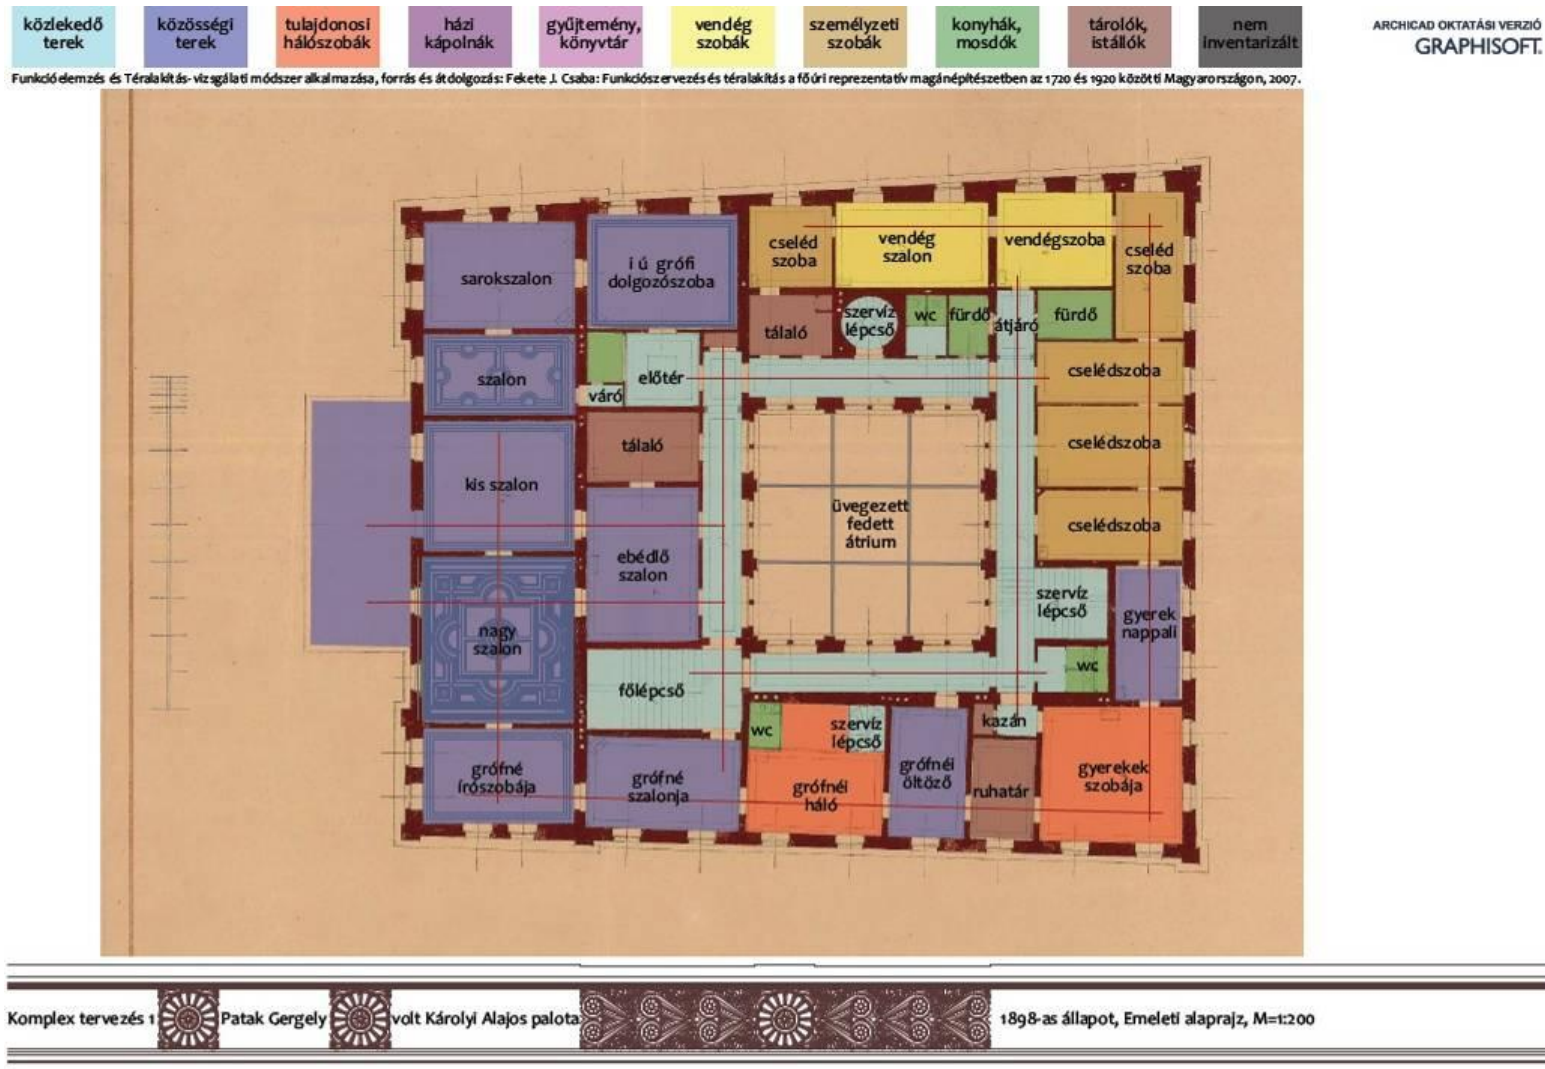 közlekedő
terek
közösségi
terek
tulajdonosi
hálószobák
házi
kápolnák
gyűjtemény,
könyvtár
vendég
szobák
személyzeti
szobák
konyhák,
mosdók
tárolók,
istállók
nem
inventarizált
ARCHICAD OKTATÁSI VERZIÓ
GRAPHISOFT.
Funkcióelemzés és Téralakítás-vizsgálati módszer alkalmazása, forrás és átdolgozás: Fekete J. Csaba: Funkciószervezés és téralakítás a főúri reprezentatív magánépítészetben az 1720 és 1920 közötti Magyarországon, 2007.
sarokszalon
i ú grófi
dolgozószoba
cseléd
szoba
vendég
szalon
vendégszoba
cseléd
szoba
tálaló
szervíz
lépcső
wc
fürdő
átjáró
fürdő
szalon
váró
előtér
cselédszoba
tálaló
cselédszoba
kis szalon
üvegezett
fedett
átrium
cselédszoba
ebédlő
szalon
szervíz
lépcső
gyerek
nappali
nagy
szalon
wc
főlépcső
wc
szervíz
lépcső
kazán
grófné
írószobája
grófné
szalonja
grófnéi
háló
grófnéi
öltöző
ruhatár
gyerekek
szobája
Komplex tervezés 1
Patak Gergely
volt Károlyi Alajos palota
1898-as állapot, Emeleti alaprajz, M=1:200